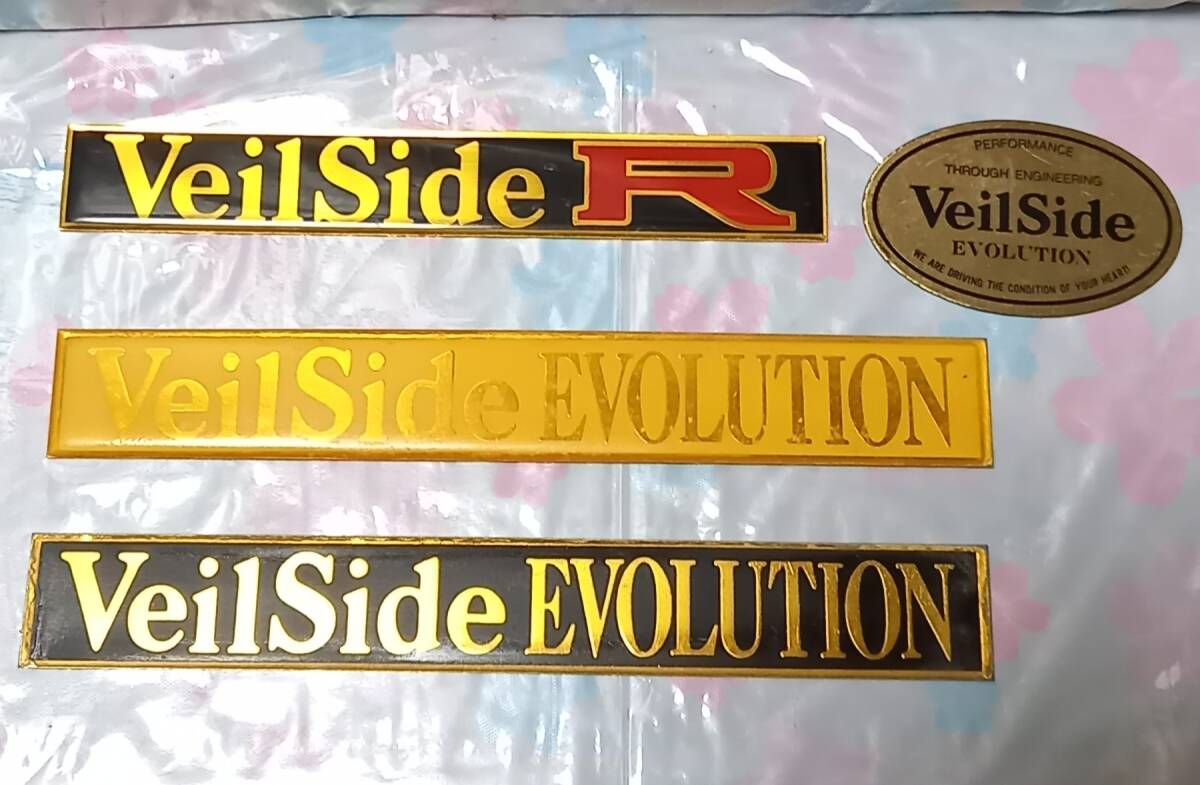 VeilSide R
PERFORMANCE
THROUGH ENGINEERING
VeilSide
EVOLUTION
WE ARE DRIVING THE CONDITION OF YOUR HEART!
VeilSide EVOLUTION
VeilSide EVOLUTION